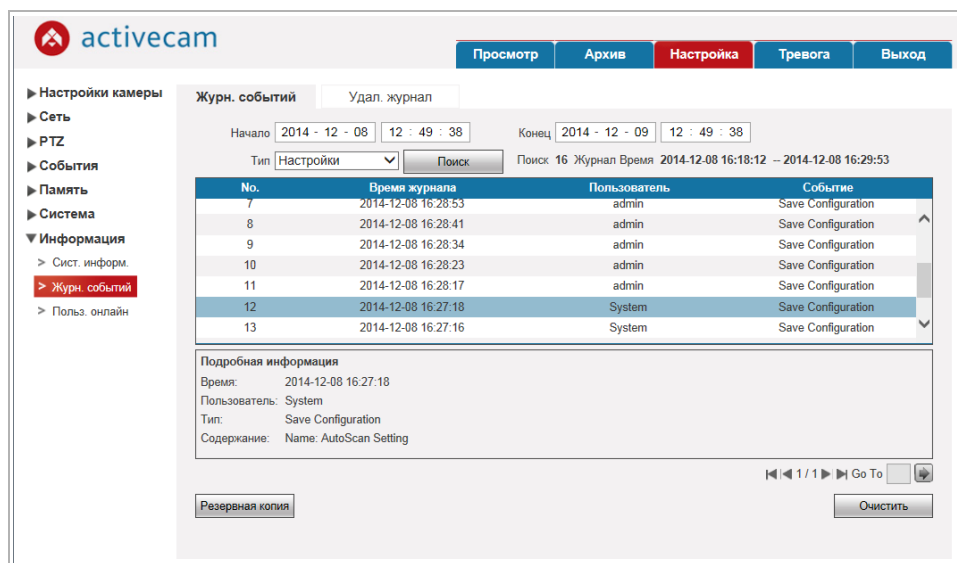 activecam
Просмотр Архив Настройка Тревога Выход
Настройки камеры
Сеть
PTZ
События
Память
Система
Информация
> Сист. информ.
> Журн. событий
> Польз. онлайн
Журн. событий Удал. журнал
Начало 2014 - 12 - 08 12 : 49 : 38 Конец 2014 - 12 - 09 12 : 49 : 38
Тип Настройки Поиск Поиск 16 Журнал Время 2014-12-08 16:18:12 -- 2014-12-08 16:29:53
No. Время журнала Пользователь Событие
7 2014-12-08 16:28:53 admin Save Configuration
8 2014-12-08 16:28:41 admin Save Configuration
9 2014-12-08 16:28:34 admin Save Configuration
10 2014-12-08 16:28:23 admin Save Configuration
11 2014-12-08 16:28:17 admin Save Configuration
12 2014-12-08 16:27:18 System Save Configuration
13 2014-12-08 16:27:16 System Save Configuration
Подробная информация
Время: 2014-12-08 16:27:18
Пользователь: System
Тип: Save Configuration
Содержание: Name: AutoScan Setting
1 / 1 Go To
Резервная копия Очистить